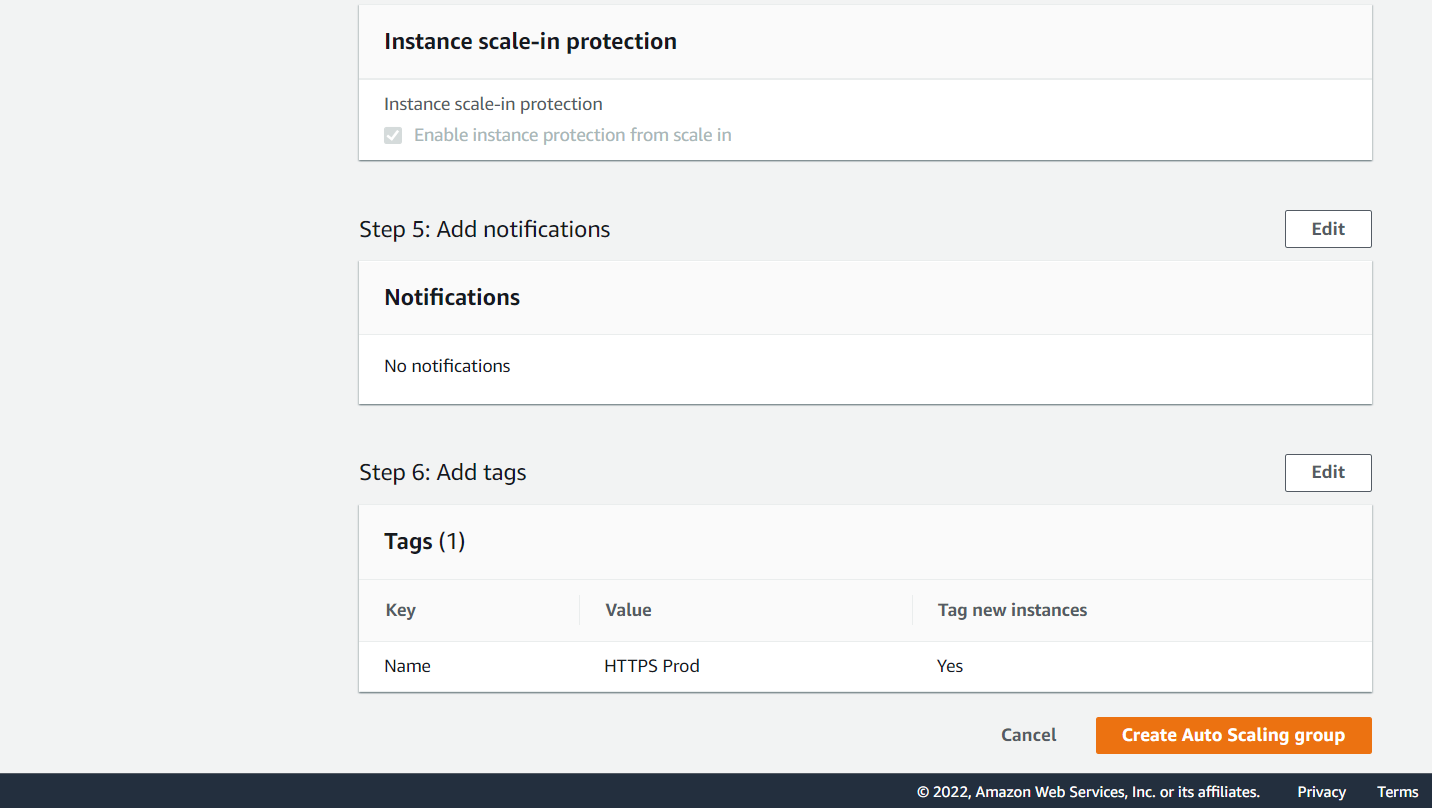 Instance scale-in protection
Instance scale-in protection
Enable instance protection from scale in
Step 5: Add notifications
Edit
Notifications
No notifications
Step 6: Add tags
Edit
Tags (1)
Key Value Tag new instances
Name HTTPS Prod Yes
Cancel Create Auto Scaling group
© 2022, Amazon Web Services, Inc. or its affiliates. Privacy Terms